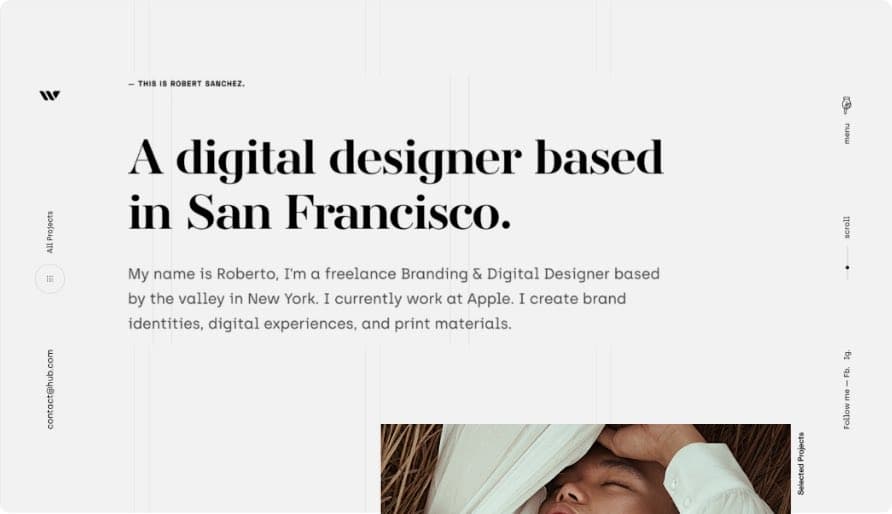 — THIS IS ROBERT SANCHEZ.
menu
A digital designer based
in San Francisco.
All Projects
scroll
My name is Roberto, I'm a freelance Branding & Digital Designer based
by the valley in New York. I currently work at Apple. I create brand
identities, digital experiences, and print materials.
contact@hub.com
Follow me — Fb. Ig.
Selected Projects